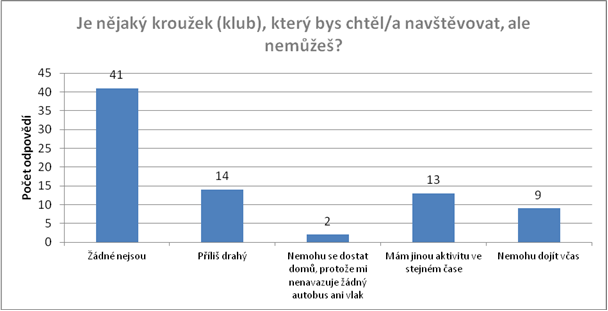 Je nějaký kroužek (klub), který bys chtěl/a navštěvovat, ale
nemůžeš?
Počet odpovědí
45
40
35
30
25
20
15
10
5
0
41
14
2
13
9
Žádné nejsou
Příliš drahý
Nemohu se dostat
domů, protože mi
nenavazuje žádný
autobus ani vlak
Mám jinou aktivitu ve
stejném čase
Nemohu dojít včas